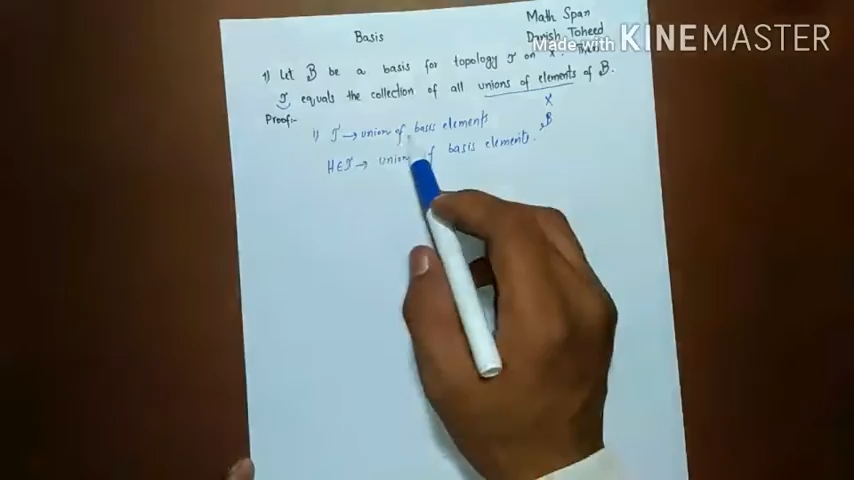 Basis
Math Span
Danish Toheed
Made with KINEMASTER
1) Let B be a basis for topology T on X. Then
T equals the collection of all unions of elements of B.
Proof:-
X
1) T → union of basis elements
B
H∈T → union of basis elements.